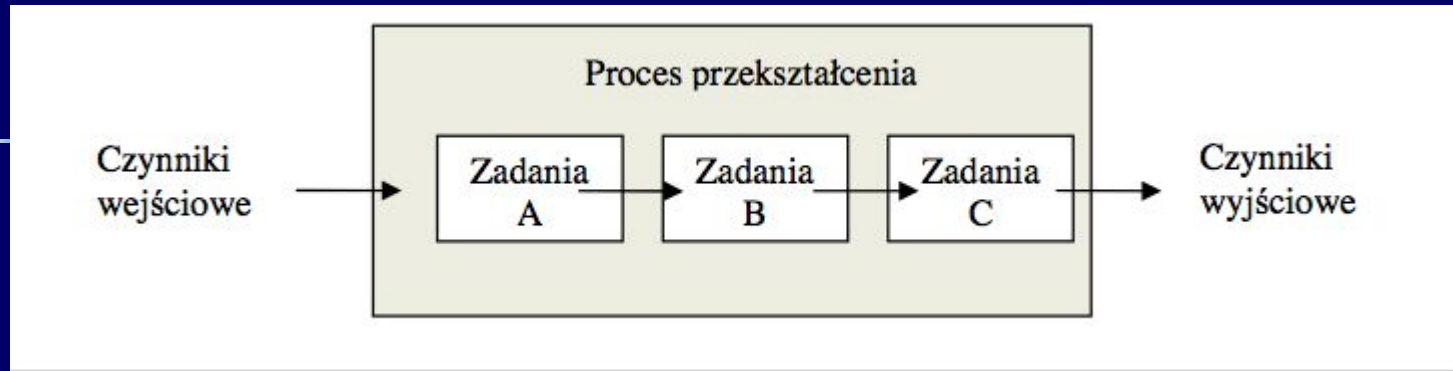 Proces przekształcenia
Czynniki
wejściowe
Zadania
A
Zadania
B
Zadania
C
Czynniki
wyjściowe